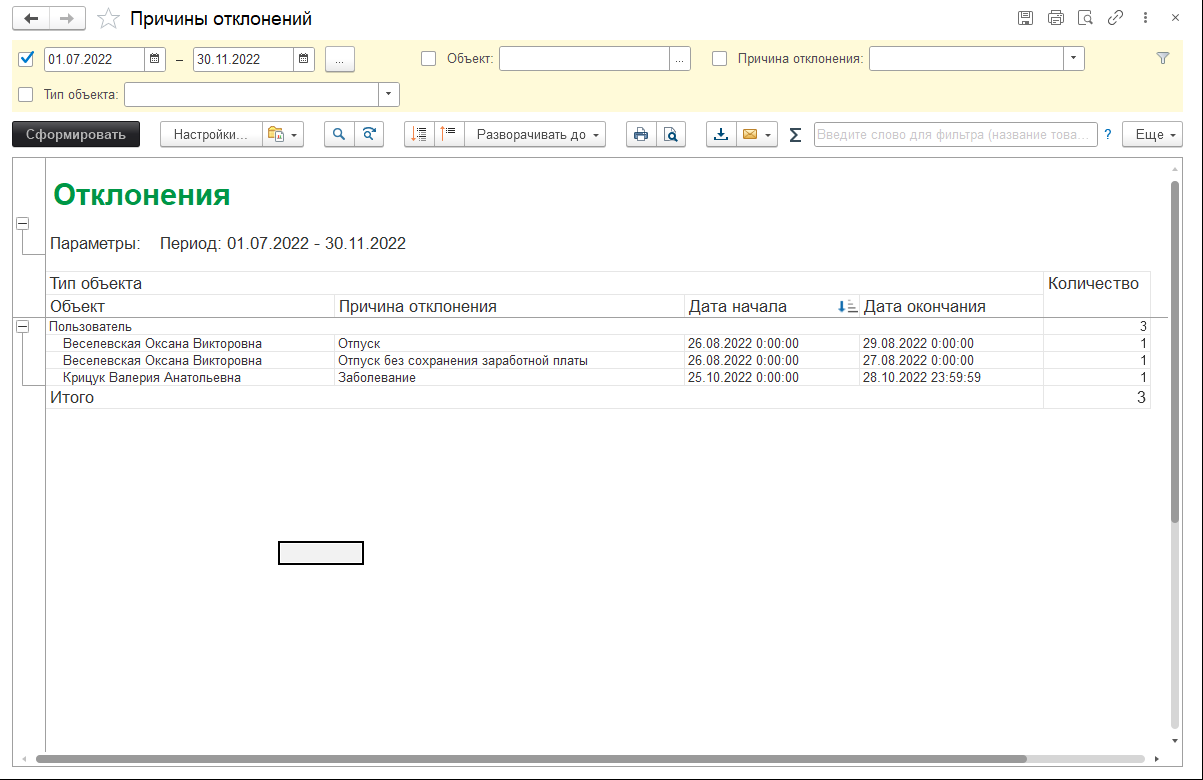 Причины отклонений
01.07.2022 – 30.11.2022 ... Объект: ... Причина отклонения:
Тип объекта:
Сформировать Настройки... Разворачивать до Σ Введите слово для фильтра (название това... ? Еще
Отклонения
Параметры: Период: 01.07.2022 - 30.11.2022
Тип объекта Количество
Объект Причина отклонения Дата начала Дата окончания
Пользователь 3
Веселевская Оксана Викторовна Отпуск 26.08.2022 0:00:00 29.08.2022 0:00:00 1
Веселевская Оксана Викторовна Отпуск без сохранения заработной платы 26.08.2022 0:00:00 27.08.2022 0:00:00 1
Крицук Валерия Анатольевна Заболевание 25.10.2022 0:00:00 28.10.2022 23:59:59 1
Итого 3